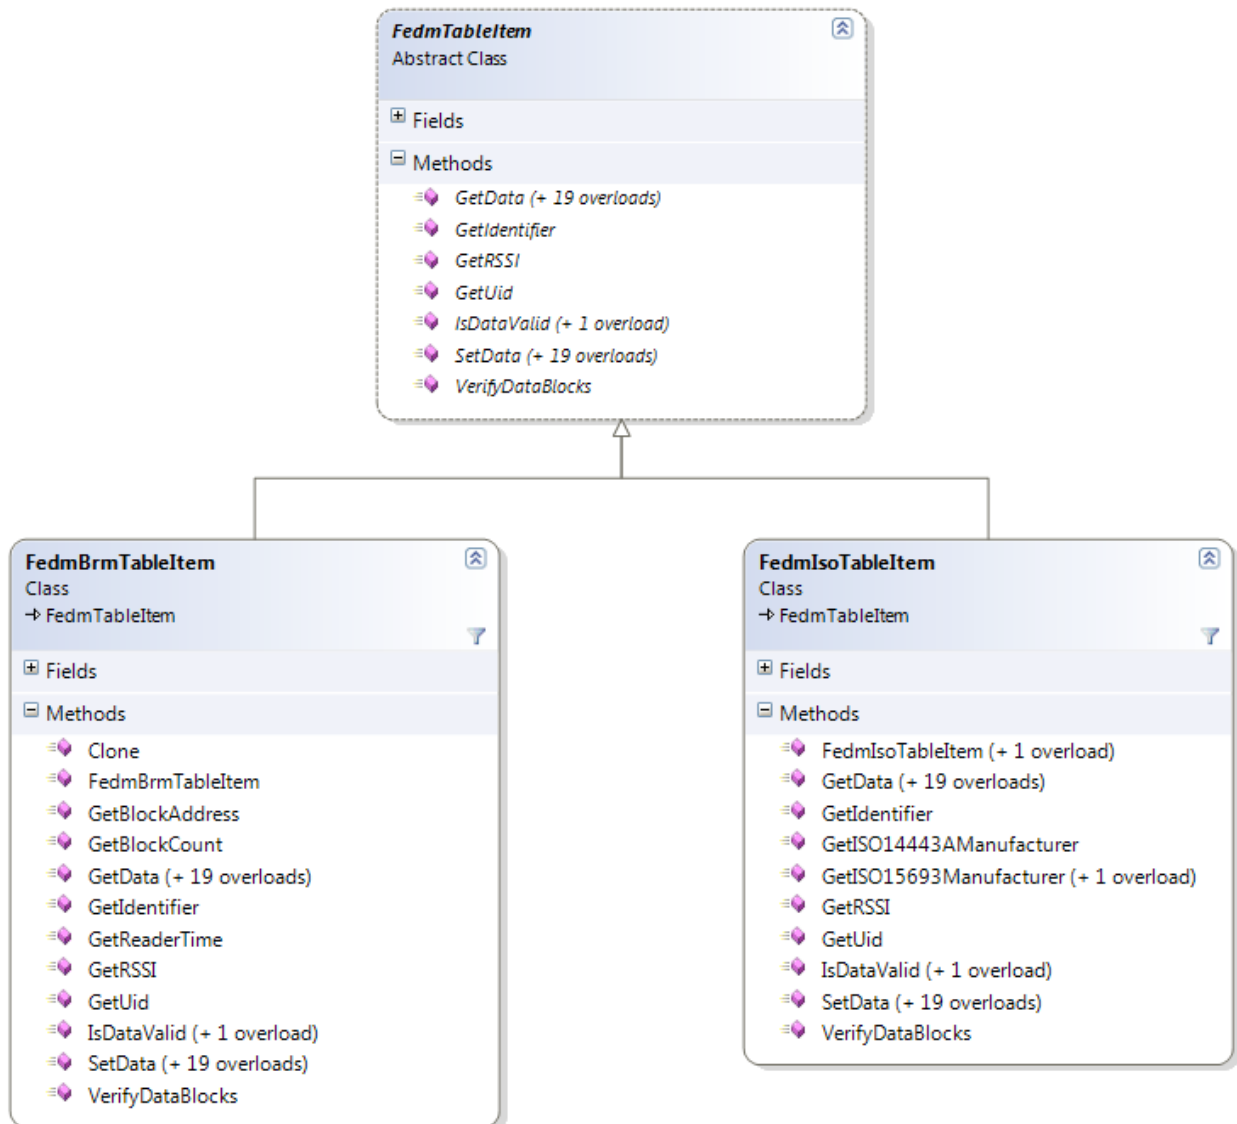 FedmTableItem
Abstract Class
Fields
Methods
GetData (+ 19 overloads)
GetIdentifier
GetRSSI
GetUid
IsDataValid (+ 1 overload)
SetData (+ 19 overloads)
VerifyDataBlocks
FedmBrmTableItem
Class
FedmTableItem
Fields
Methods
Clone
FedmBrmTableItem
GetBlockAddress
GetBlockCount
GetData (+ 19 overloads)
GetIdentifier
GetReaderTime
GetRSSI
GetUid
IsDataValid (+ 1 overload)
SetData (+ 19 overloads)
VerifyDataBlocks
FedmIsoTableItem
Class
FedmTableItem
Fields
Methods
FedmIsoTableItem (+ 1 overload)
GetData (+ 19 overloads)
GetIdentifier
GetISO14443AManufacturer
GetISO15693Manufacturer (+ 1 overload)
GetRSSI
GetUid
IsDataValid (+ 1 overload)
SetData (+ 19 overloads)
VerifyDataBlocks